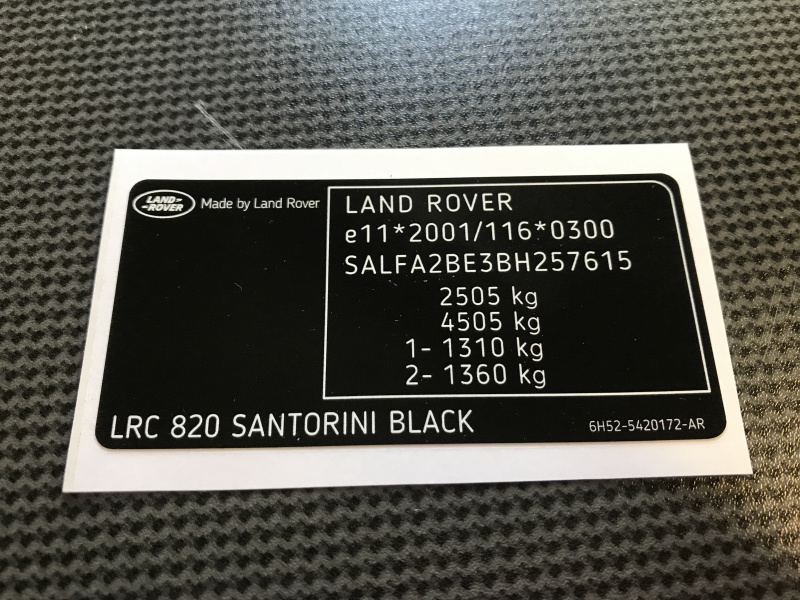 LAND-
-ROVER
Made by Land Rover
LAND ROVER
e11*2001/116*0300
SALFA2BE3BH257615
2505 kg
4505 kg
1- 1310 kg
2- 1360 kg
LRC 820 SANTORINI BLACK
6H52-5420172-AR